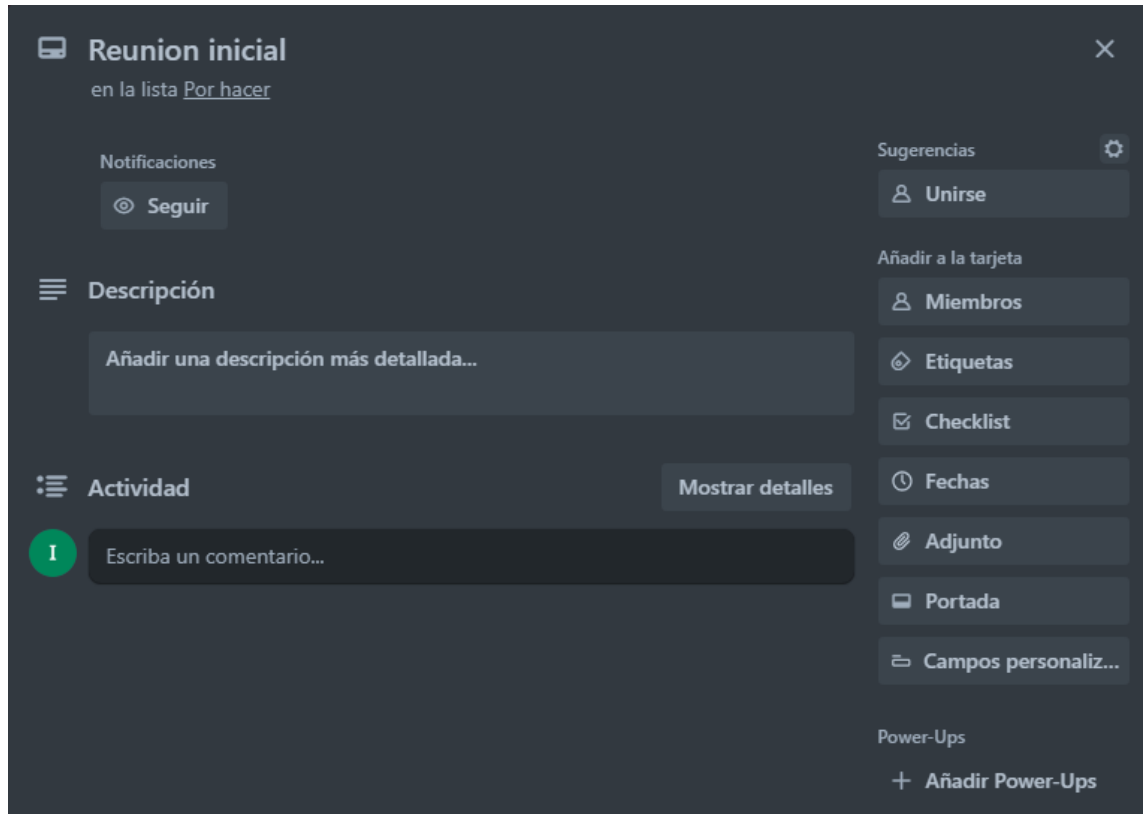 Reunion inicial
en la lista Por hacer
Notificaciones
Seguir
Descripción
Añadir una descripción más detallada...
Actividad
Mostrar detalles
I
Escriba un comentario...
Sugerencias
Unirse
Añadir a la tarjeta
Miembros
Etiquetas
Checklist
Fechas
Adjunto
Portada
Campos personaliz...
Power-Ups
Añadir Power-Ups